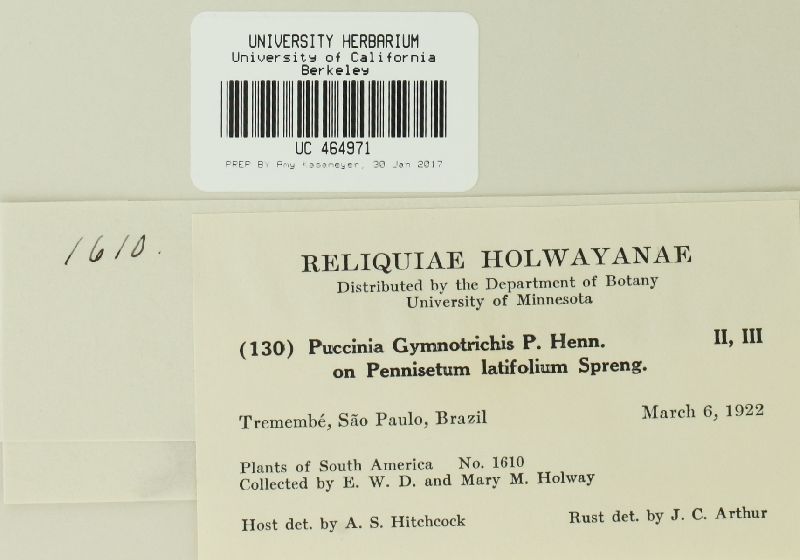 UNIVERSITY HERBARIUM
University of California
Berkeley
UC 464971
PREP BY Amy Kasameyer, 30 Jan 2017
1610.
RELIQUIAE HOLWAYANAE
Distributed by the Department of Botany
University of Minnesota
(130) Puccinia Gymnotrichis P. Henn. II, III
on Pennisetum latifolium Spreng.
Tremembé, São Paulo, Brazil March 6, 1922
Plants of South America No. 1610
Collected by E. W. D. and Mary M. Holway
Host det. by A. S. Hitchcock Rust det. by J. C. Arthur